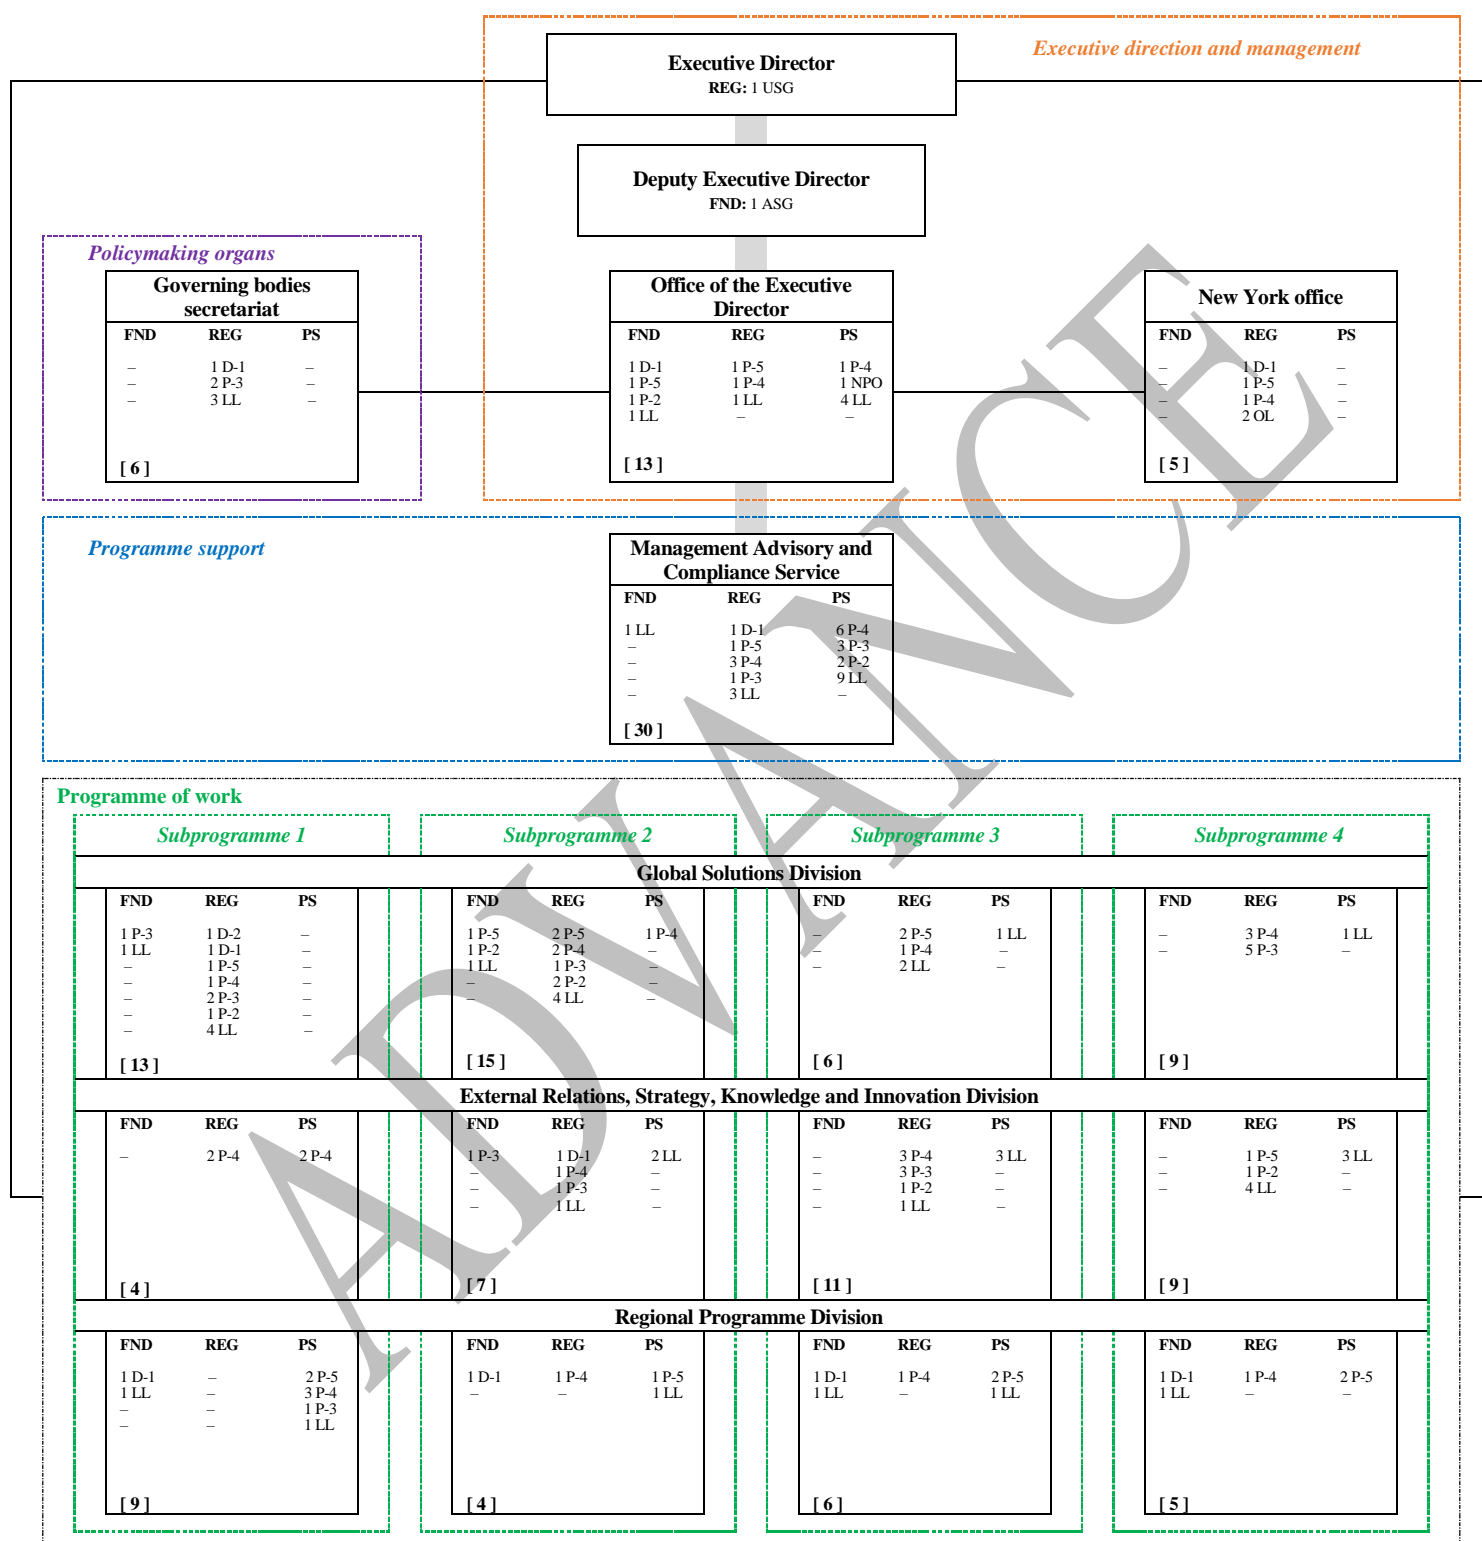 Executive direction and management
Executive Director
REG: 1 USG
Deputy Executive Director
FND: 1 ASG
Policymaking organs
Governing bodies
secretariat
FND REG PS
– 1 D-1 –
– 2 P-3 –
– 3 LL –
[ 6 ]
Office of the Executive
Director
FND REG PS
1 D-1 1 P-5 1 P-4
1 P-5 1 P-4 1 NPO
1 P-2 1 LL 4 LL
1 LL – –
[ 13 ]
New York office
FND REG PS
– 1 D-1 –
– 1 P-5 –
– 1 P-4 –
– 2 OL –
[ 5 ]
Programme support
Management Advisory and
Compliance Service
FND REG PS
1 LL 1 D-1 6 P-4
– 1 P-5 3 P-3
– 3 P-4 2 P-2
– 1 P-3 9 LL
– 3 LL –
[ 30 ]
Programme of work
Subprogramme 1 Subprogramme 2 Subprogramme 3 Subprogramme 4
Global Solutions Division
FND REG PS
1 P-3 1 D-2 –
1 LL 1 D-1 –
– 1 P-5 –
– 1 P-4 –
– 2 P-3 –
– 1 P-2 –
– 4 LL –
[ 13 ]
FND REG PS
1 P-5 2 P-5 1 P-4
1 P-2 2 P-4 –
1 LL 1 P-3 –
– 2 P-2 –
– 4 LL –
[ 15 ]
FND REG PS
– 2 P-5 1 LL
– 1 P-4 –
– 2 LL
[ 6 ]
FND REG PS
– 3 P-4 1 LL
– 5 P-3 –
[ 9 ]
External Relations, Strategy, Knowledge and Innovation Division
FND REG PS
– 2 P-4 2 P-4
[ 4 ]
FND REG PS
1 P-3 1 D-1 2 LL
– 1 P-4 –
– 1 P-3 –
– 1 LL –
[ 7 ]
FND REG PS
– 3 P-4 3 LL
– 3 P-3 –
– 1 P-2 –
– 1 LL –
[ 11 ]
FND REG PS
– 1 P-5 3 LL
– 1 P-2 –
– 4 LL –
[ 9 ]
Regional Programme Division
FND REG PS
1 D-1 – 2 P-5
1 LL – 3 P-4
– – 1 P-3
– – 1 LL
[ 9 ]
FND REG PS
1 D-1 1 P-4 1 P-5
– – 1 LL
[ 4 ]
FND REG PS
1 D-1 1 P-4 2 P-5
1 LL – 1 LL
[ 6 ]
FND REG PS
1 D-1 1 P-4 2 P-5
1 LL – –
[ 5 ]
ADVANCE